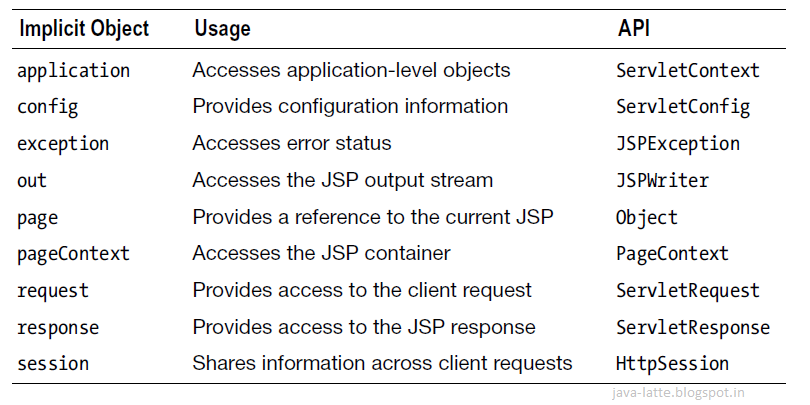 Implicit Object Usage API
application Accesses application-level objects ServletContext
config Provides configuration information ServletConfig
exception Accesses error status JSPException
out Accesses the JSP output stream JSPWriter
page Provides a reference to the current JSP Object
pageContext Accesses the JSP container PageContext
request Provides access to the client request ServletRequest
response Provides access to the JSP response ServletResponse
session Shares information across client requests HttpSession
java-latte.blogspot.in